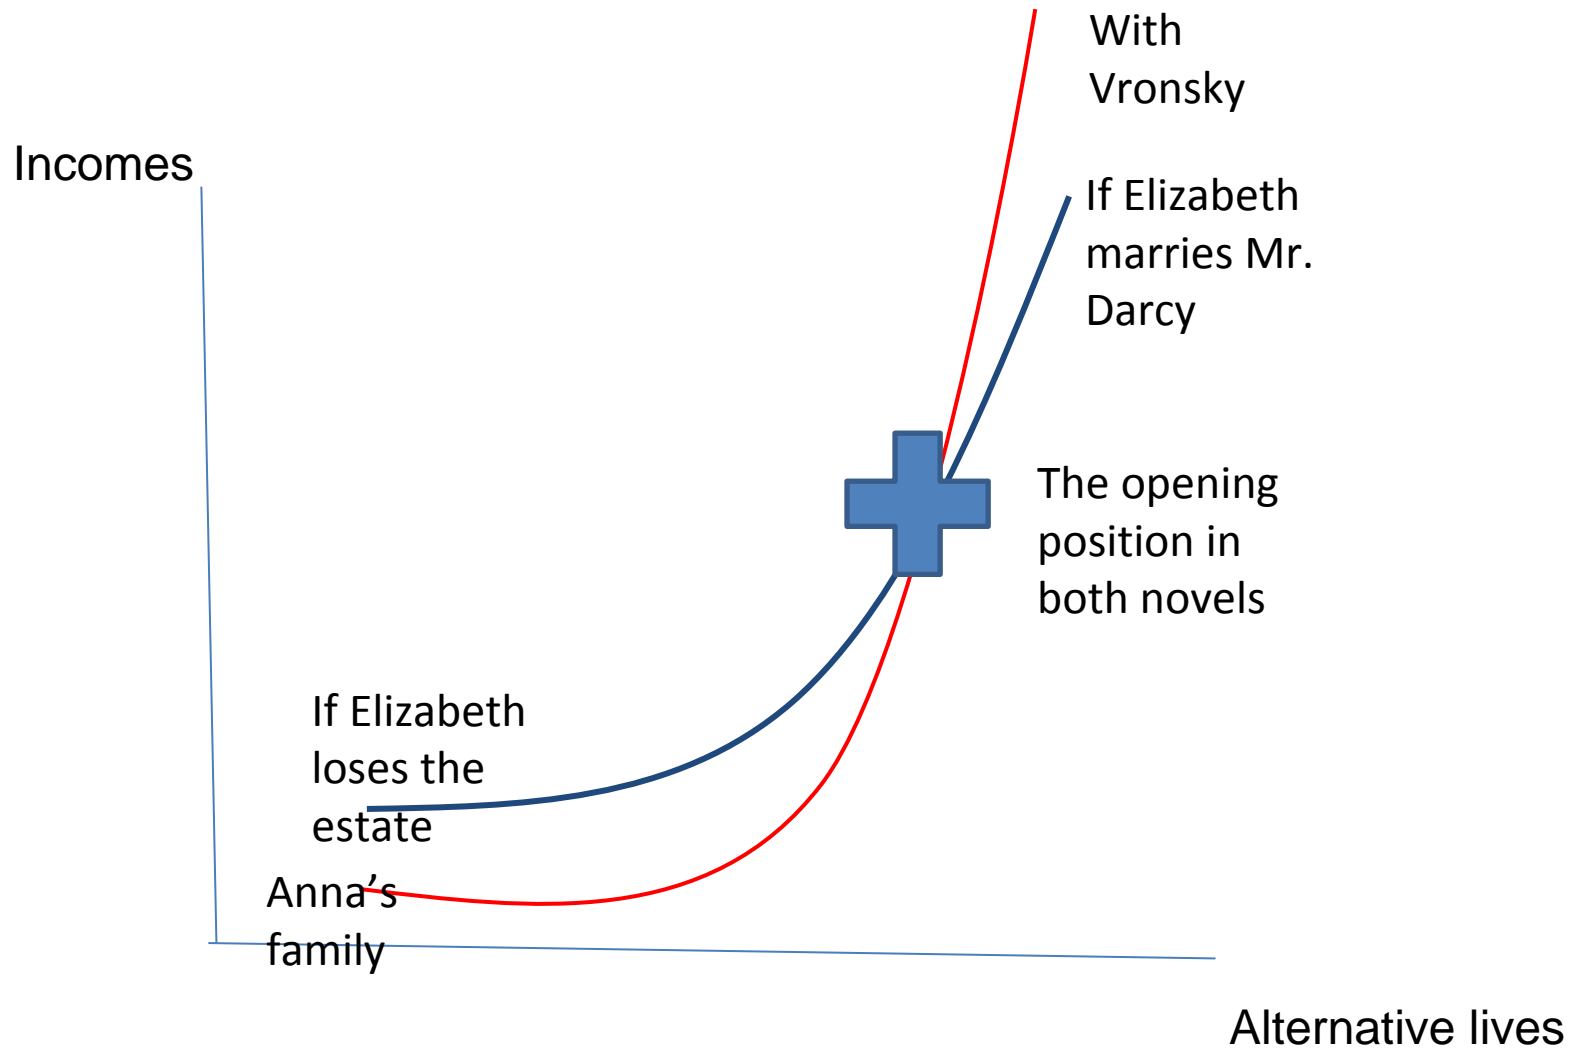 With
Vronsky
Incomes
If Elizabeth
marries Mr.
Darcy
The opening
position in
both novels
If Elizabeth
loses the
estate
Anna’s
family
Alternative lives